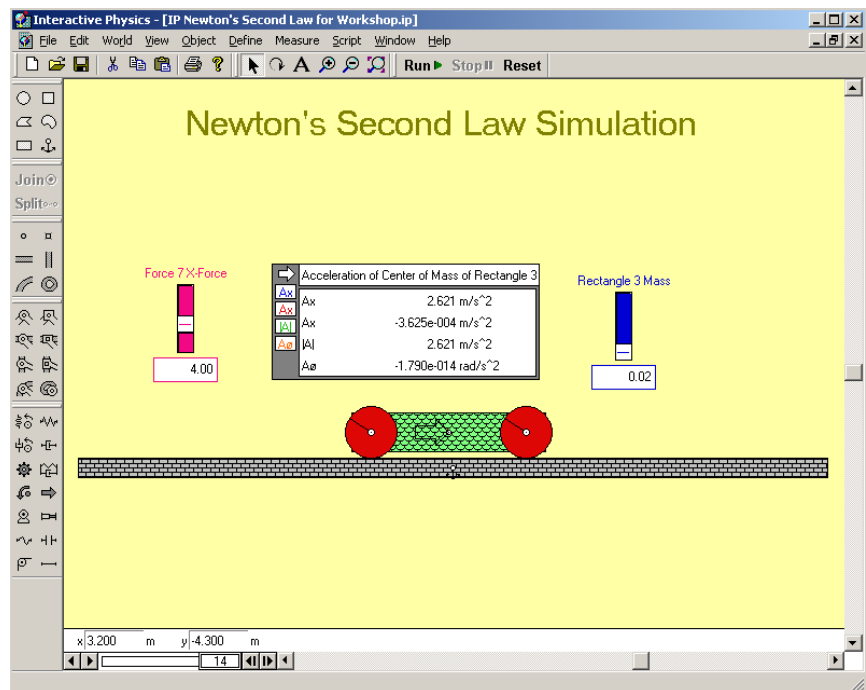 Interactive Physics - [IP Newton's Second Law for Workshop.ip]
File Edit World View Object Define Measure Script Window Help
Run Stop Reset
Newton's Second Law Simulation
Join
Split
Force 7 X-Force
4.00
Acceleration of Center of Mass of Rectangle 3
Ax Ax 2.621 m/s^2
Ax Ax -3.625e-004 m/s^2
|A| |A| 2.621 m/s^2
Aø Aø -1.790e-014 rad/s^2
Rectangle 3 Mass
0.02
x 3.200 m y -4.300 m
14